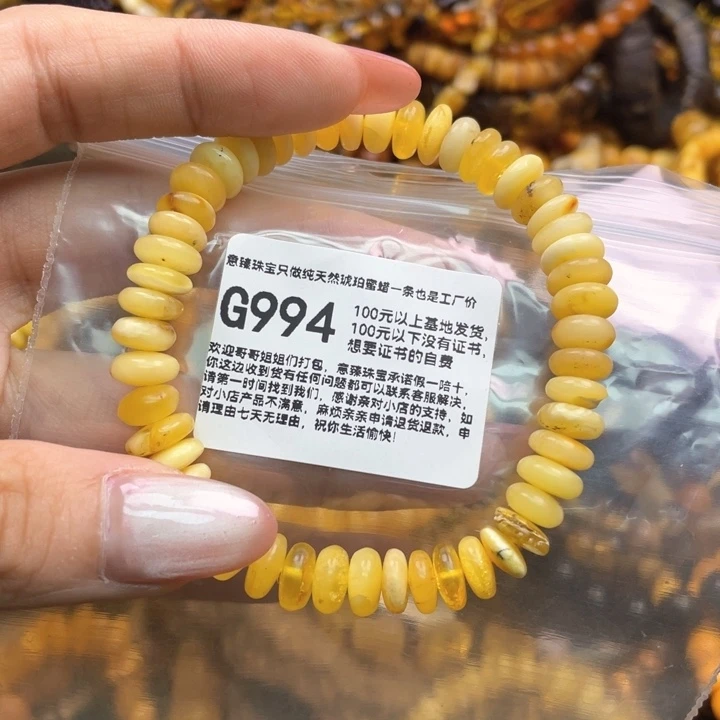 意臻珠宝只做纯天然琥珀蜜蜡一条也是工厂价
G994
100元以上基地发货,
100元以下没有证书,
想要证书的自费
欢迎哥哥姐姐们打包, 意臻珠宝承诺假一哈十,
你这边收到货有任何问题都可以联系客服解决,
请第一时间找到我们, 感谢亲对小店的支持, 如
对小店产品不满意, 麻烦亲亲申请退货退款, 申
请理由七天无理由, 祝你生活愉快!